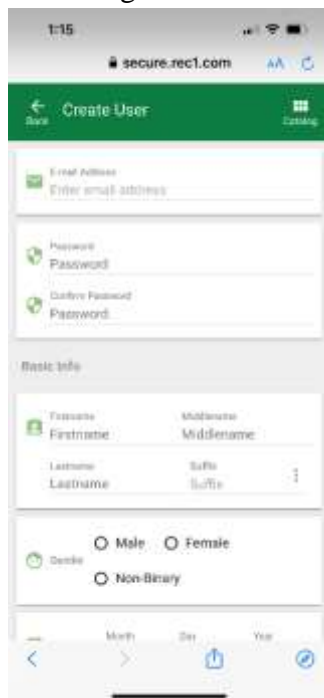 1:15
secure.rec1.com
AA
Create User
Back
Catalog
E-mail Address
Enter email address
Password
Password
Confirm Password
Password
Basic Info
Firstname Middlename
Firstname Middlename
Lastname Suffix
Lastname Suffix
Male Female
Gender
Non-Binary
Month Day Year